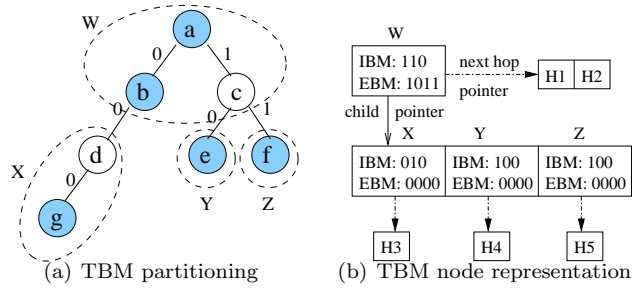 W
a
0
1
b
c
0
0
1
X
d
e
f
0
Y
Z
g
(a) TBM partitioning
W
IBM: 110
EBM: 1011
next hop
pointer
H1 H2
child pointer
X Y Z
IBM: 010 IBM: 100 IBM: 100
EBM: 0000 EBM: 0000 EBM: 0000
H3 H4 H5
(b) TBM node representation